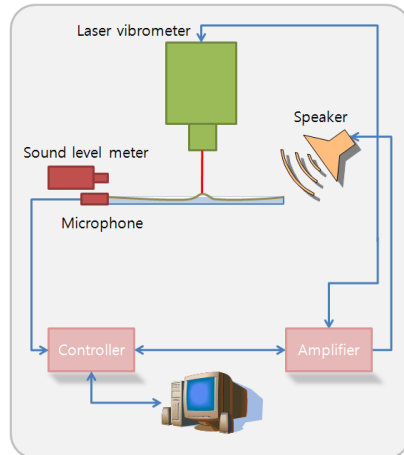 Laser vibrometer
Speaker
Sound level meter
Microphone
Controller
Amplifier